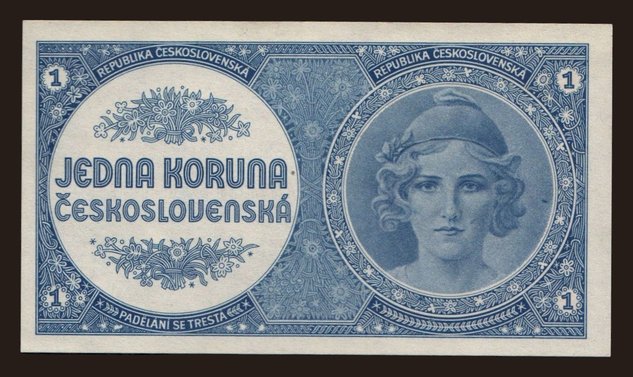 1
REPUBLIKA ČESKOSLOVENSKÁ
REPUBLIKA ČESKOSLOVENSKÁ
1
JEDNA KORUNA
ČESKOSLOVENSKÁ
1
PADĚLÁNÍ SE TRESTÁ
1